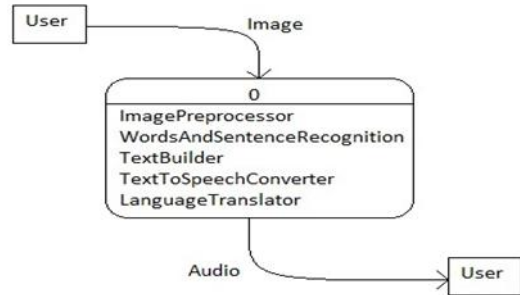 User
Image
0
ImagePreprocessor
WordsAndSentenceRecognition
TextBuilder
TextToSpeechConverter
LanguageTranslator
Audio
User